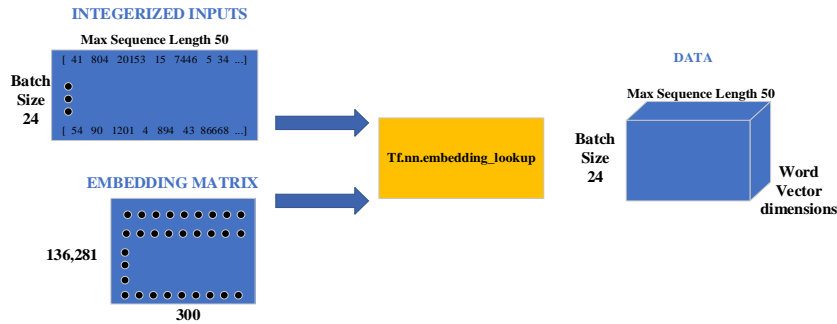 INTEGERIZED INPUTS
Max Sequence Length 50
[ 41 804 20153 15 7446 5 34 ...]
Batch
Size
24
[ 54 90 1201 4 894 43 86668 ...]
EMBEDDING MATRIX
136,281
300
Tf.nn.embedding_lookup
DATA
Max Sequence Length 50
Batch
Size
24
Word
Vector
dimensions